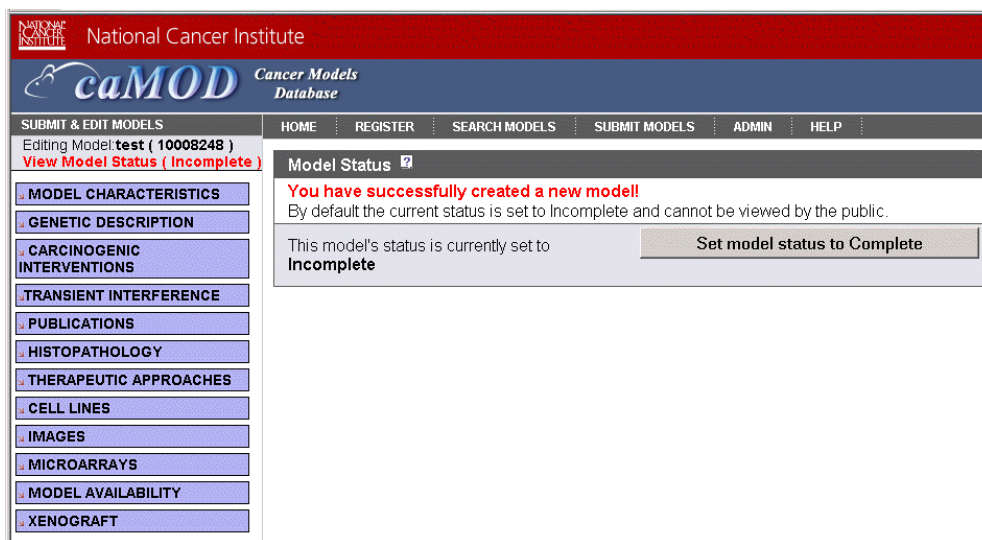 NATIONAL
CANCER
INSTITUTE
National Cancer Institute
caMOD
Cancer Models
Database
SUBMIT & EDIT MODELS
HOME REGISTER SEARCH MODELS SUBMIT MODELS ADMIN HELP
Editing Model:test ( 10008248 )
View Model Status ( Incomplete )
MODEL CHARACTERISTICS
GENETIC DESCRIPTION
CARCINOGENIC
INTERVENTIONS
TRANSIENT INTERFERENCE
PUBLICATIONS
HISTOPATHOLOGY
THERAPEUTIC APPROACHES
CELL LINES
IMAGES
MICROARRAYS
MODEL AVAILABILITY
XENOGRAFT
Model Status ?
You have successfully created a new model!
By default the current status is set to Incomplete and cannot be viewed by the public.
This model's status is currently set to
Incomplete
Set model status to Complete